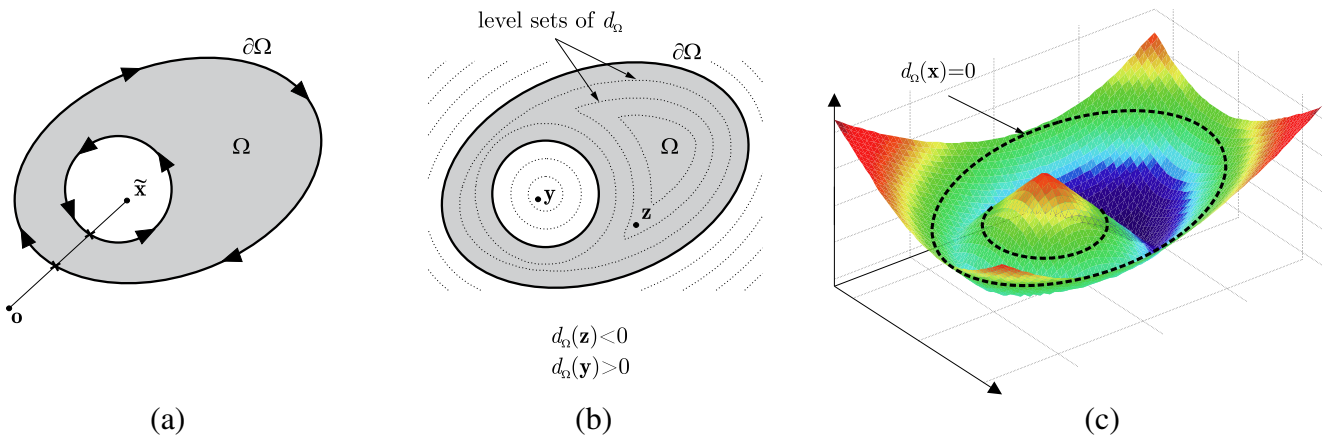 ∂Ω
Ω
x̃
o
(a)
level sets of d_Ω
∂Ω
Ω
y
z
d_Ω(z)<0
d_Ω(y)>0
(b)
d_Ω(x)=0
(c)